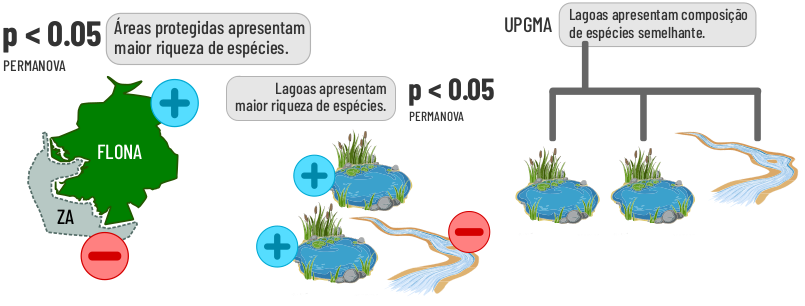 p < 0.05
PERMANOVA
Áreas protegidas apresentam
maior riqueza de espécies.
FLONA
ZA
Lagoas apresentam
maior riqueza de espécies.
p < 0.05
PERMANOVA
UPGMA
Lagoas apresentam composição
de espécies semelhante.